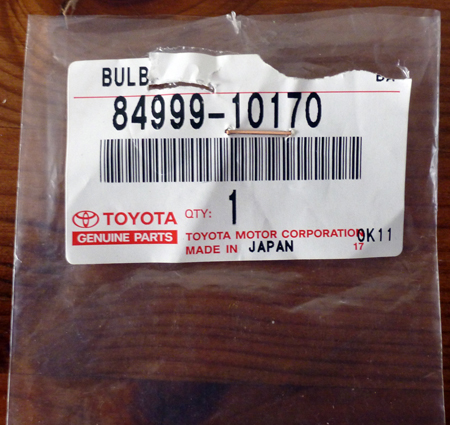 BULB
84999-10170
TOYOTA QTY: 1
GENUINE PARTS TOYOTA MOTOR CORPORATION 0K11
MADE IN JAPAN 17